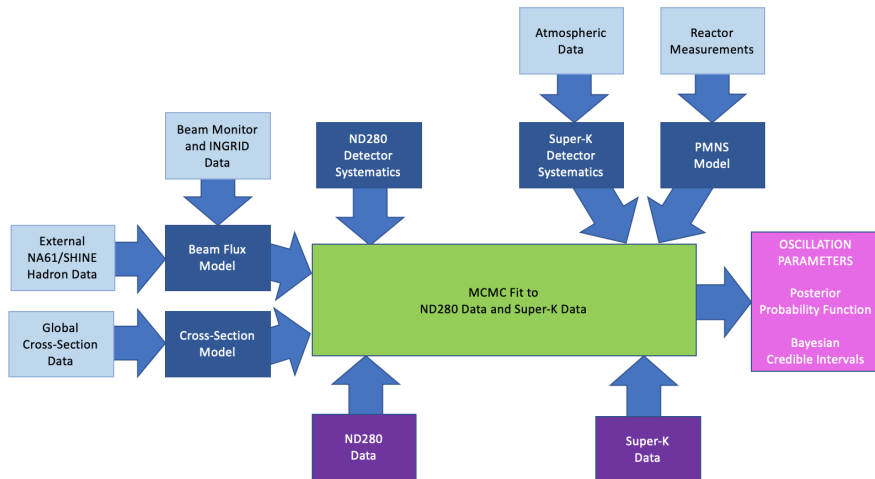 Atmospheric
Data
Reactor
Measurements
Beam Monitor
and INGRID
Data
ND280
Detector
Systematics
Super-K
Detector
Systematics
PMNS
Model
External
NA61/SHINE
Hadron Data
Beam Flux
Model
Global
Cross-Section
Data
Cross-Section
Model
MCMC Fit to
ND280 Data and Super-K Data
OSCILLATION
PARAMETERS
Posterior
Probability Function
Bayesian
Credible Intervals
ND280
Data
Super-K
Data